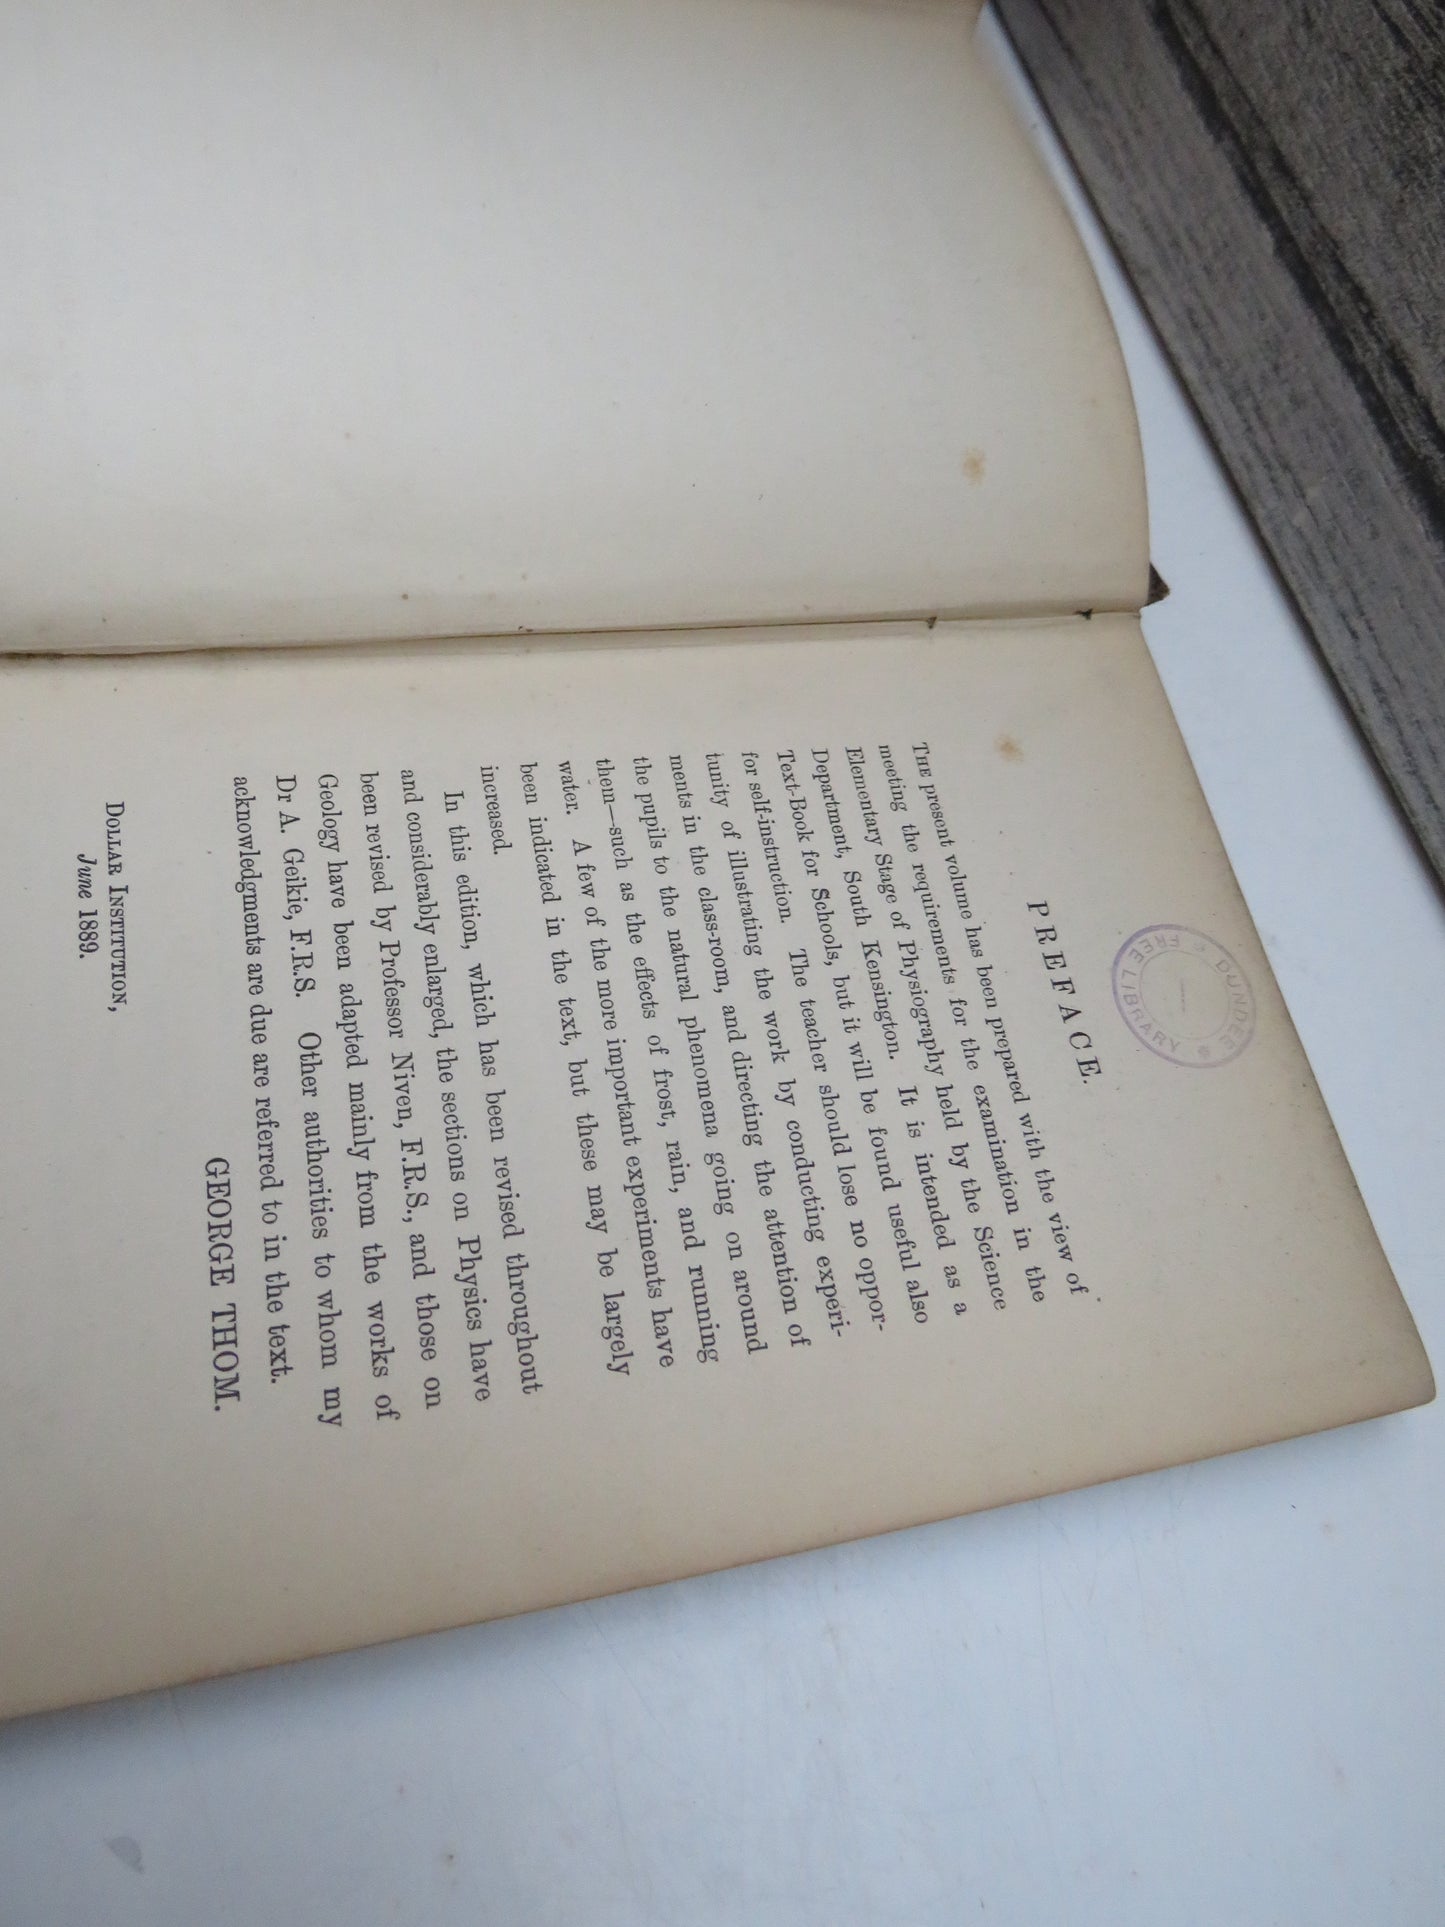 DUNDEE
FREE LIBRARY
PREFACE.
THE present volume has been prepared with the view of
meeting the requirements for the examination in the
Elementary Stage of Physiography held by the Science
Department, South Kensington. It is intended as a
Text-Book for Schools, but it will be found useful also
for self-instruction. The teacher should lose no oppor-
tunity of illustrating the work by conducting experi-
ments in the class-room, and directing the attention of
the pupils to the natural phenomena going on around
them—such as the effects of frost, rain, and running
water. A few of the more important experiments have
been indicated in the text, but these may be largely
increased.
In this edition, which has been revised throughout
and considerably enlarged, the sections on Physics have
been revised by Professor Niven, F.R.S., and those on
Geology have been adapted mainly from the works of
Dr A. Geikie, F.R.S. Other authorities to whom my
acknowledgments are due are referred to in the text.
GEORGE THOM.
DOLLAR INSTITUTION,
June 1889.